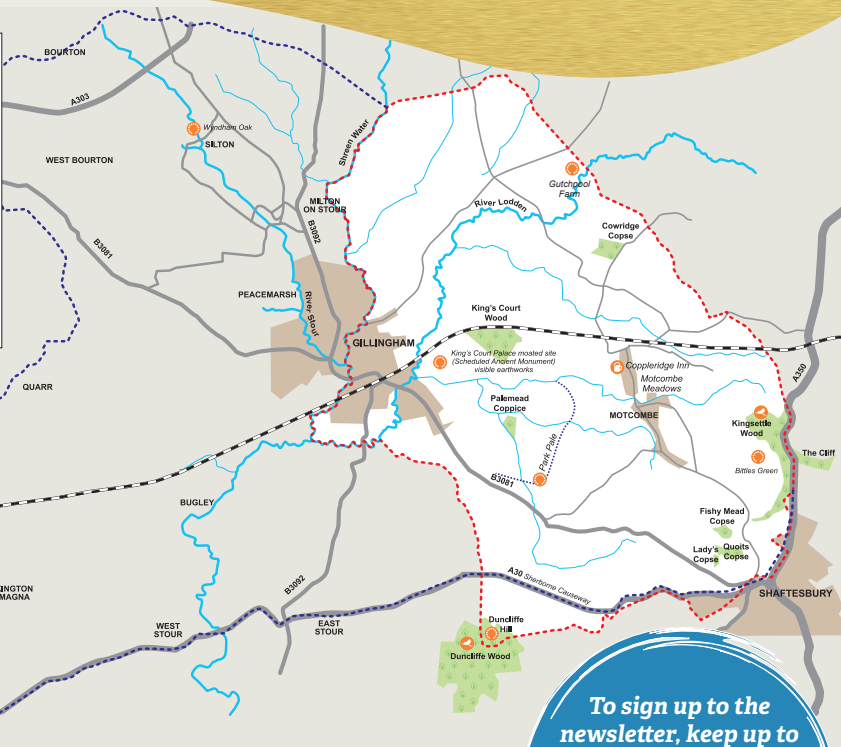 BOURTON
A303
Wyndham Oak
SILTON
WEST BOURTON
Shreen Water
MILTON
ON STOUR
B3092
B3081
River Lodden
Gutchpool
Farm
Cowridge
Copse
PEACEMARSH
River Stour
King's Court
Wood
GILLINGHAM
King's Court Palace moated site
(Scheduled Ancient Monument)
visible earthworks
Coppleridge Inn
Motcombe
Meadows
A350
QUARR
Palemead
Coppice
MOTCOMBE
Kingsettle
Wood
The Cliff
Park Pale
Bittles Green
B3081
BUGLEY
Fishy Mead
Copse
Lady's
Copse
Quoits
Copse
A30 Sherborne Causeway
B3092
INGTON
MAGNA
SHAFTESBURY
WEST
STOUR
EAST
STOUR
Duncliffe
Hill
Duncliffe Wood
To sign up to the
newsletter, keep up to